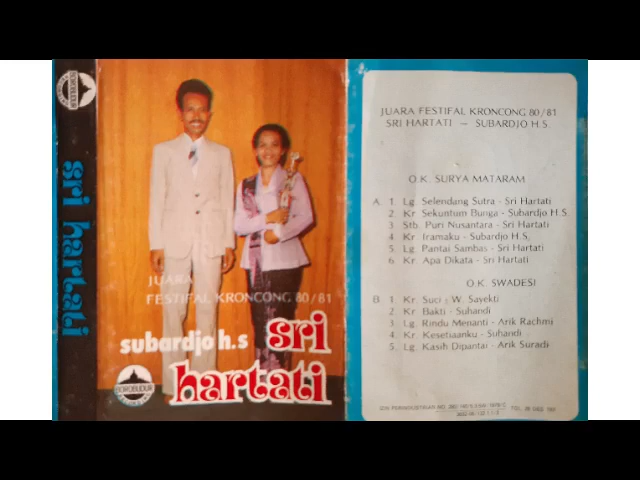 BOROBUDUR
sri hartati
JUARA
FESTIFAL KRONCONG 80/81
subardjo h.s
sri
hartati
BOROBUDUR
JUARA FESTIFAL KRONCONG 80/81
SRI HARTATI — SUBARDJO H.S.
O.K. SURYA MATARAM
A. 1. Lg. Selendang Sutra - Sri Hartati
2. Kr. Sekuntum Bunga - Subardjo H.S.
3. Stb. Puri Nusantara - Sri Hartati
4. Kr. Iramaku - Subardjo H.S.
5. Lg. Pantai Sambas - Sri Hartati
6. Kr. Apa Dikata - Sri Hartati
O.K. SWADESI
B 1. Kr. Suci - W. Sayekti
2. Kr. Bakti - Suhandi
3. Lg. Rindu Menanti - Arik Rachmi
4. Kr. Kesetiaanku - Suhandi
5. Lg. Kasih Dipantai - Arik Suradi